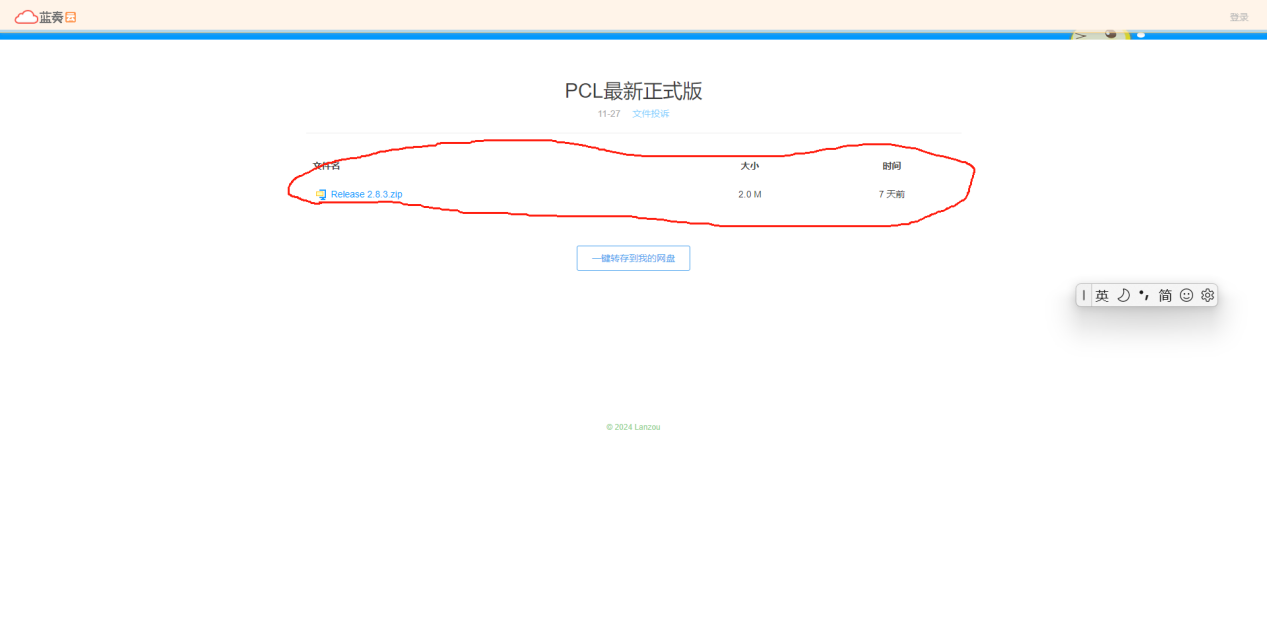 蓝奏云
登录
PCL最新正式版
11-27 文件投诉
文件名 大小 时间
Release 2.8.3.zip 2.0 M 7 天前
一键转存到我的网盘
英 简
© 2024 Lanzou